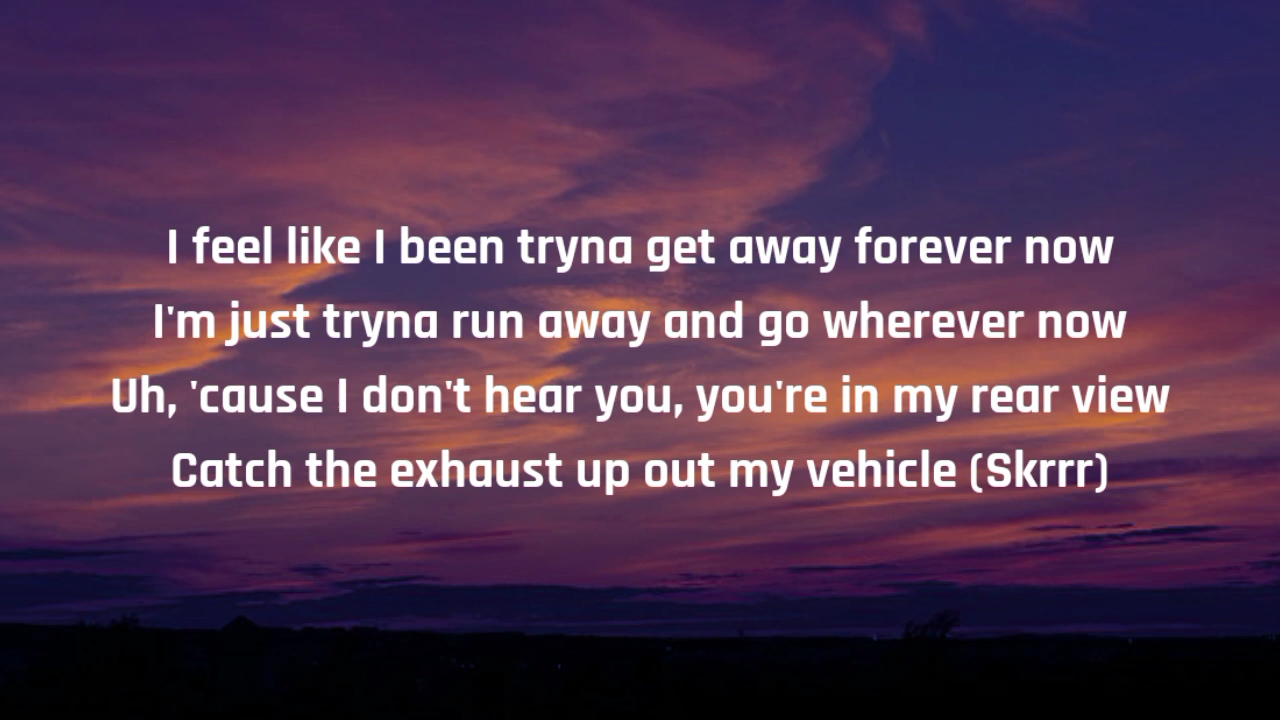 I feel like I been tryna get away forever now
I'm just tryna run away and go wherever now
Uh, 'cause I don't hear you, you're in my rear view
Catch the exhaust up out my vehicle (Skrrr)